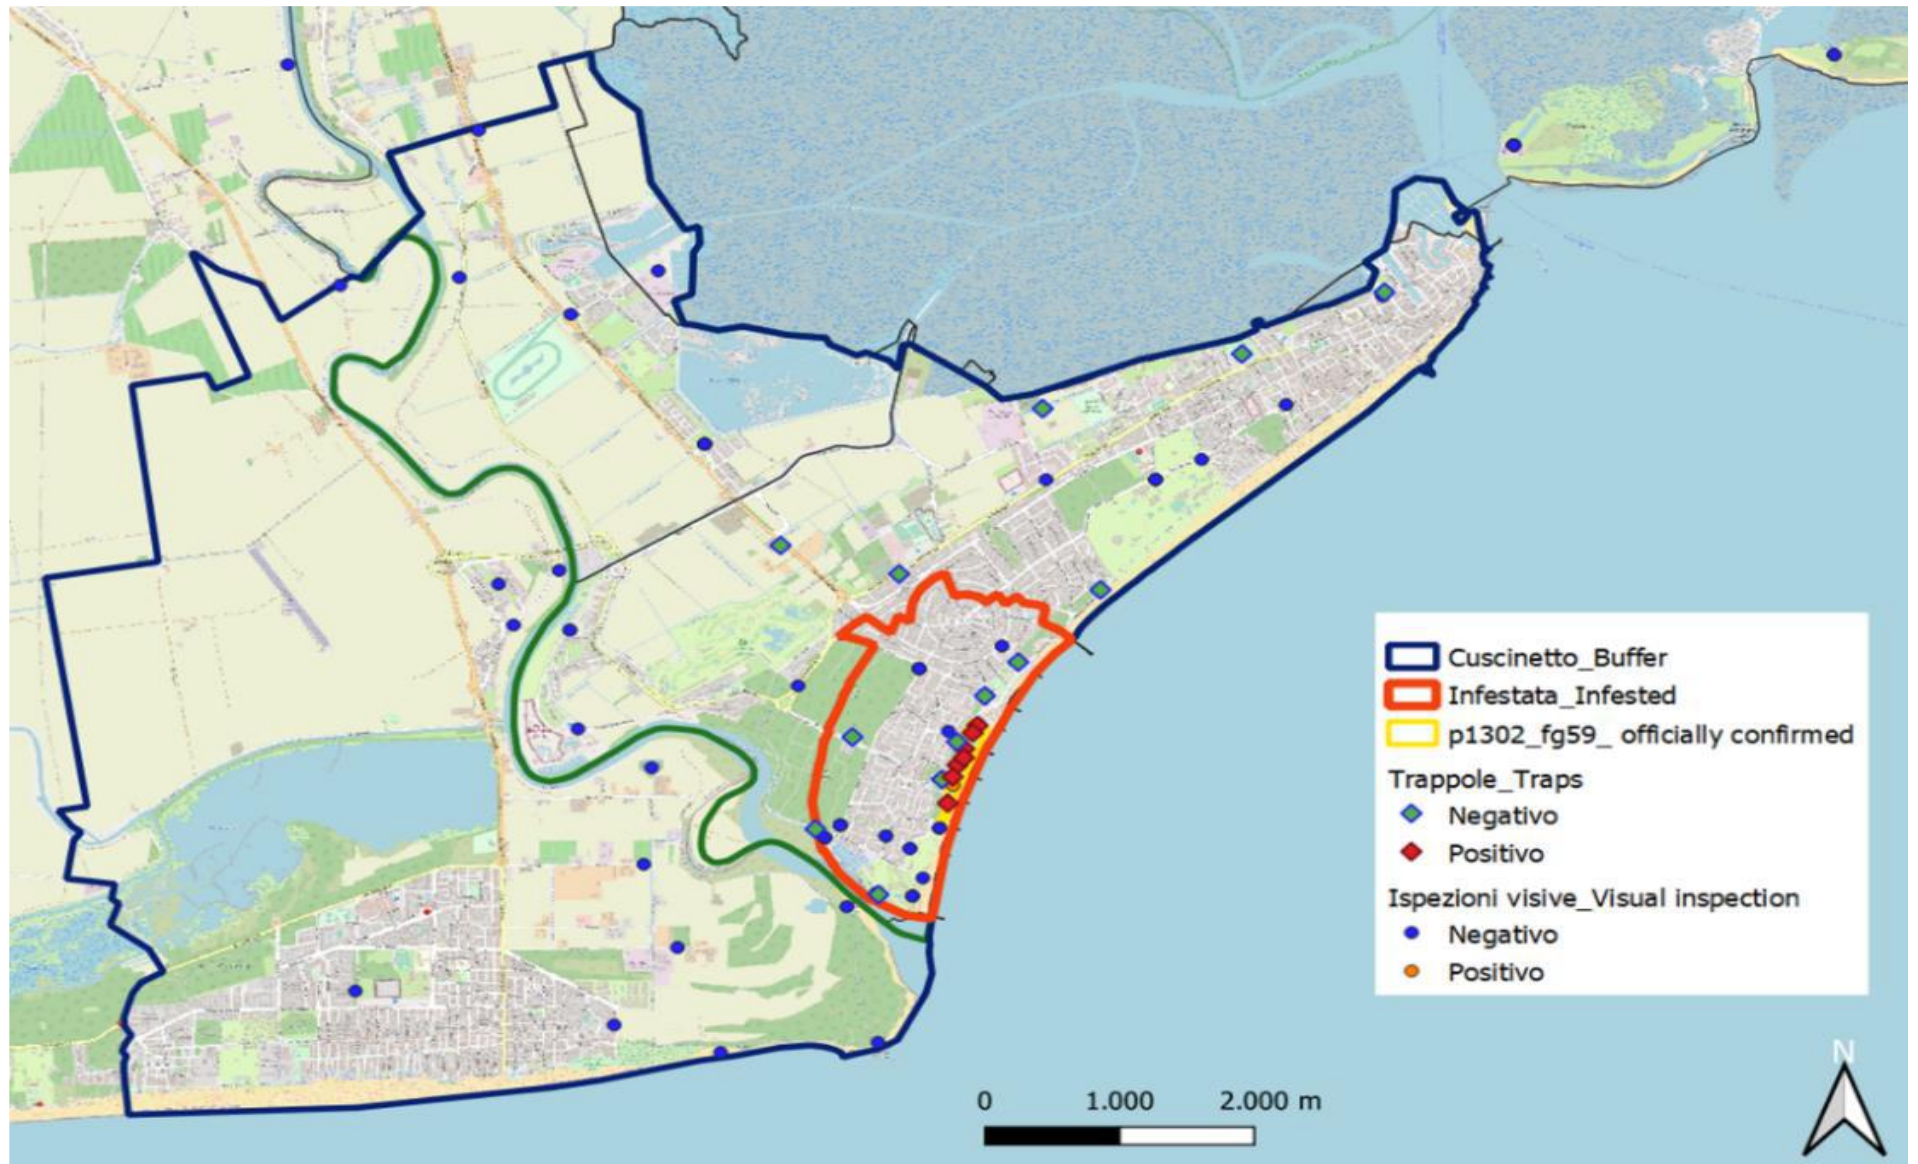 Cuscinetto_Buffer
Infestata_Infested
p1302_fg59_ officially confirmed
Trappole_Traps
Negativo
Positivo
Ispezioni visive_Visual inspection
Negativo
Positivo
N
0 1.000 2.000 m